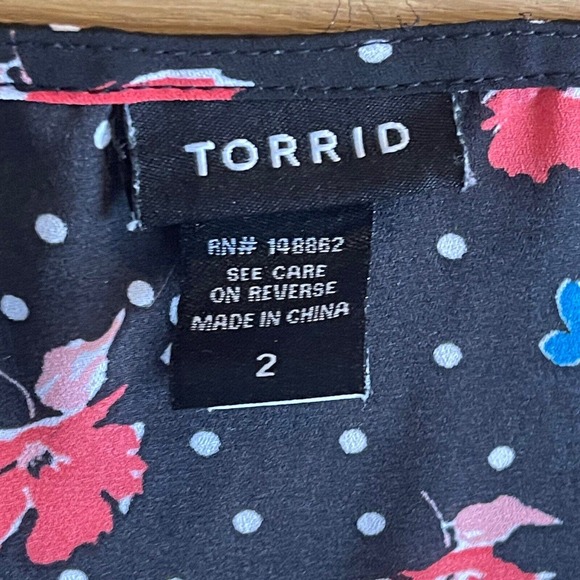 TORRID
RN# 148862
SEE CARE
ON REVERSE
MADE IN CHINA
2